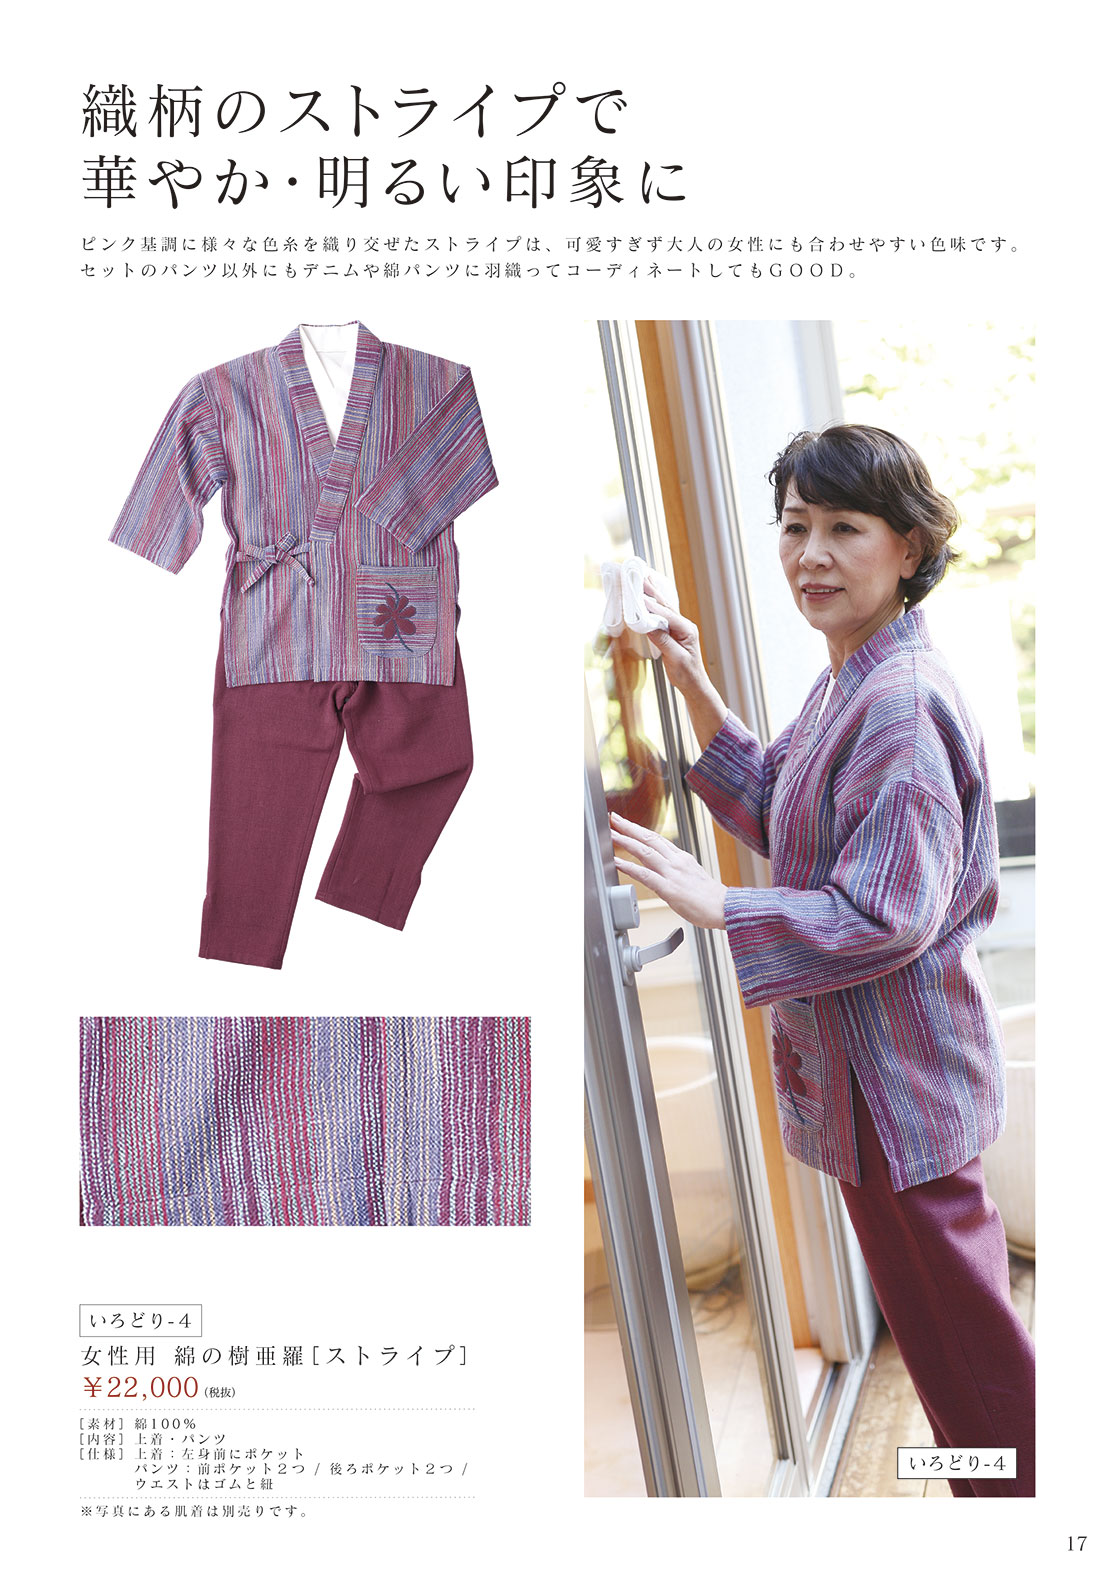 織柄のストライプで
華やか・明るい印象に
ピンク基調に様々な色糸を織り交ぜたストライプは、可愛すぎず大人の女性にも合わせやすい色味です。
セットのパンツ以外にもデニムや綿パンツに羽織ってコーディネートしてもGOOD。
いろどり-4
女性用 綿の樹亜羅[ストライプ]
¥22,000(税抜)
[素材] 綿100%
[内容] 上着・パンツ
[仕様] 上着：左身前にポケット
パンツ：前ポケット2つ / 後ろポケット2つ /
ウエストはゴムと紐
※写真にある肌着は別売りです。
いろどり-4
17